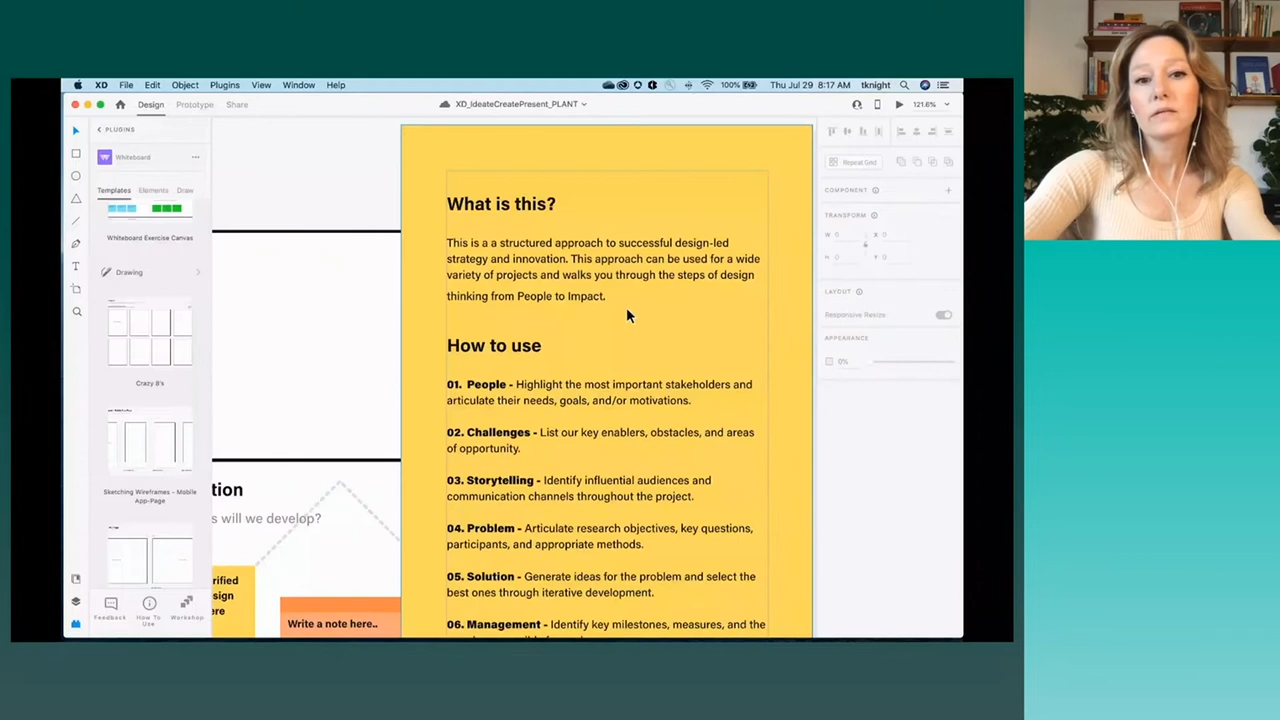 XD File Edit Object Plugins View Window Help 100% Thu Jul 29 8:17 AM tknight
Design Prototype Share XD_IdeateCreatePresent_PLANT 121.6%
PLUGINS
Whiteboard
Templates Elements Draw
Whiteboard Exercise Canvas
Drawing
Crazy 8's
Sketching Wireframes - Mobile
App-Page
Feedback How To Use Workshop
tion
s will we develop?
rified
sign
ere
Write a note here..
What is this?
This is a a structured approach to successful design-led
strategy and innovation. This approach can be used for a wide
variety of projects and walks you through the steps of design
thinking from People to Impact.
How to use
01. People - Highlight the most important stakeholders and
articulate their needs, goals, and/or motivations.
02. Challenges - List our key enablers, obstacles, and areas
of opportunity.
03. Storytelling - Identify influential audiences and
communication channels throughout the project.
04. Problem - Articulate research objectives, key questions,
participants, and appropriate methods.
05. Solution - Generate ideas for the problem and select the
best ones through iterative development.
06. Management - Identify key milestones, measures, and the
Repeat Grid
COMPONENT
TRANSFORM
W 0 X 0
H 0 Y 0
LAYOUT
Responsive Resize
APPEARANCE
0%